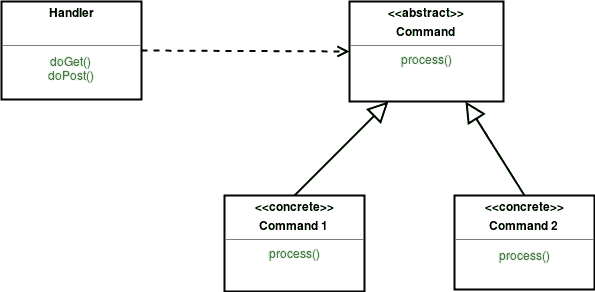 Handler
doGet()
doPost()
<<abstract>>
Command
process()
<<concrete>>
Command 1
process()
<<concrete>>
Command 2
process()